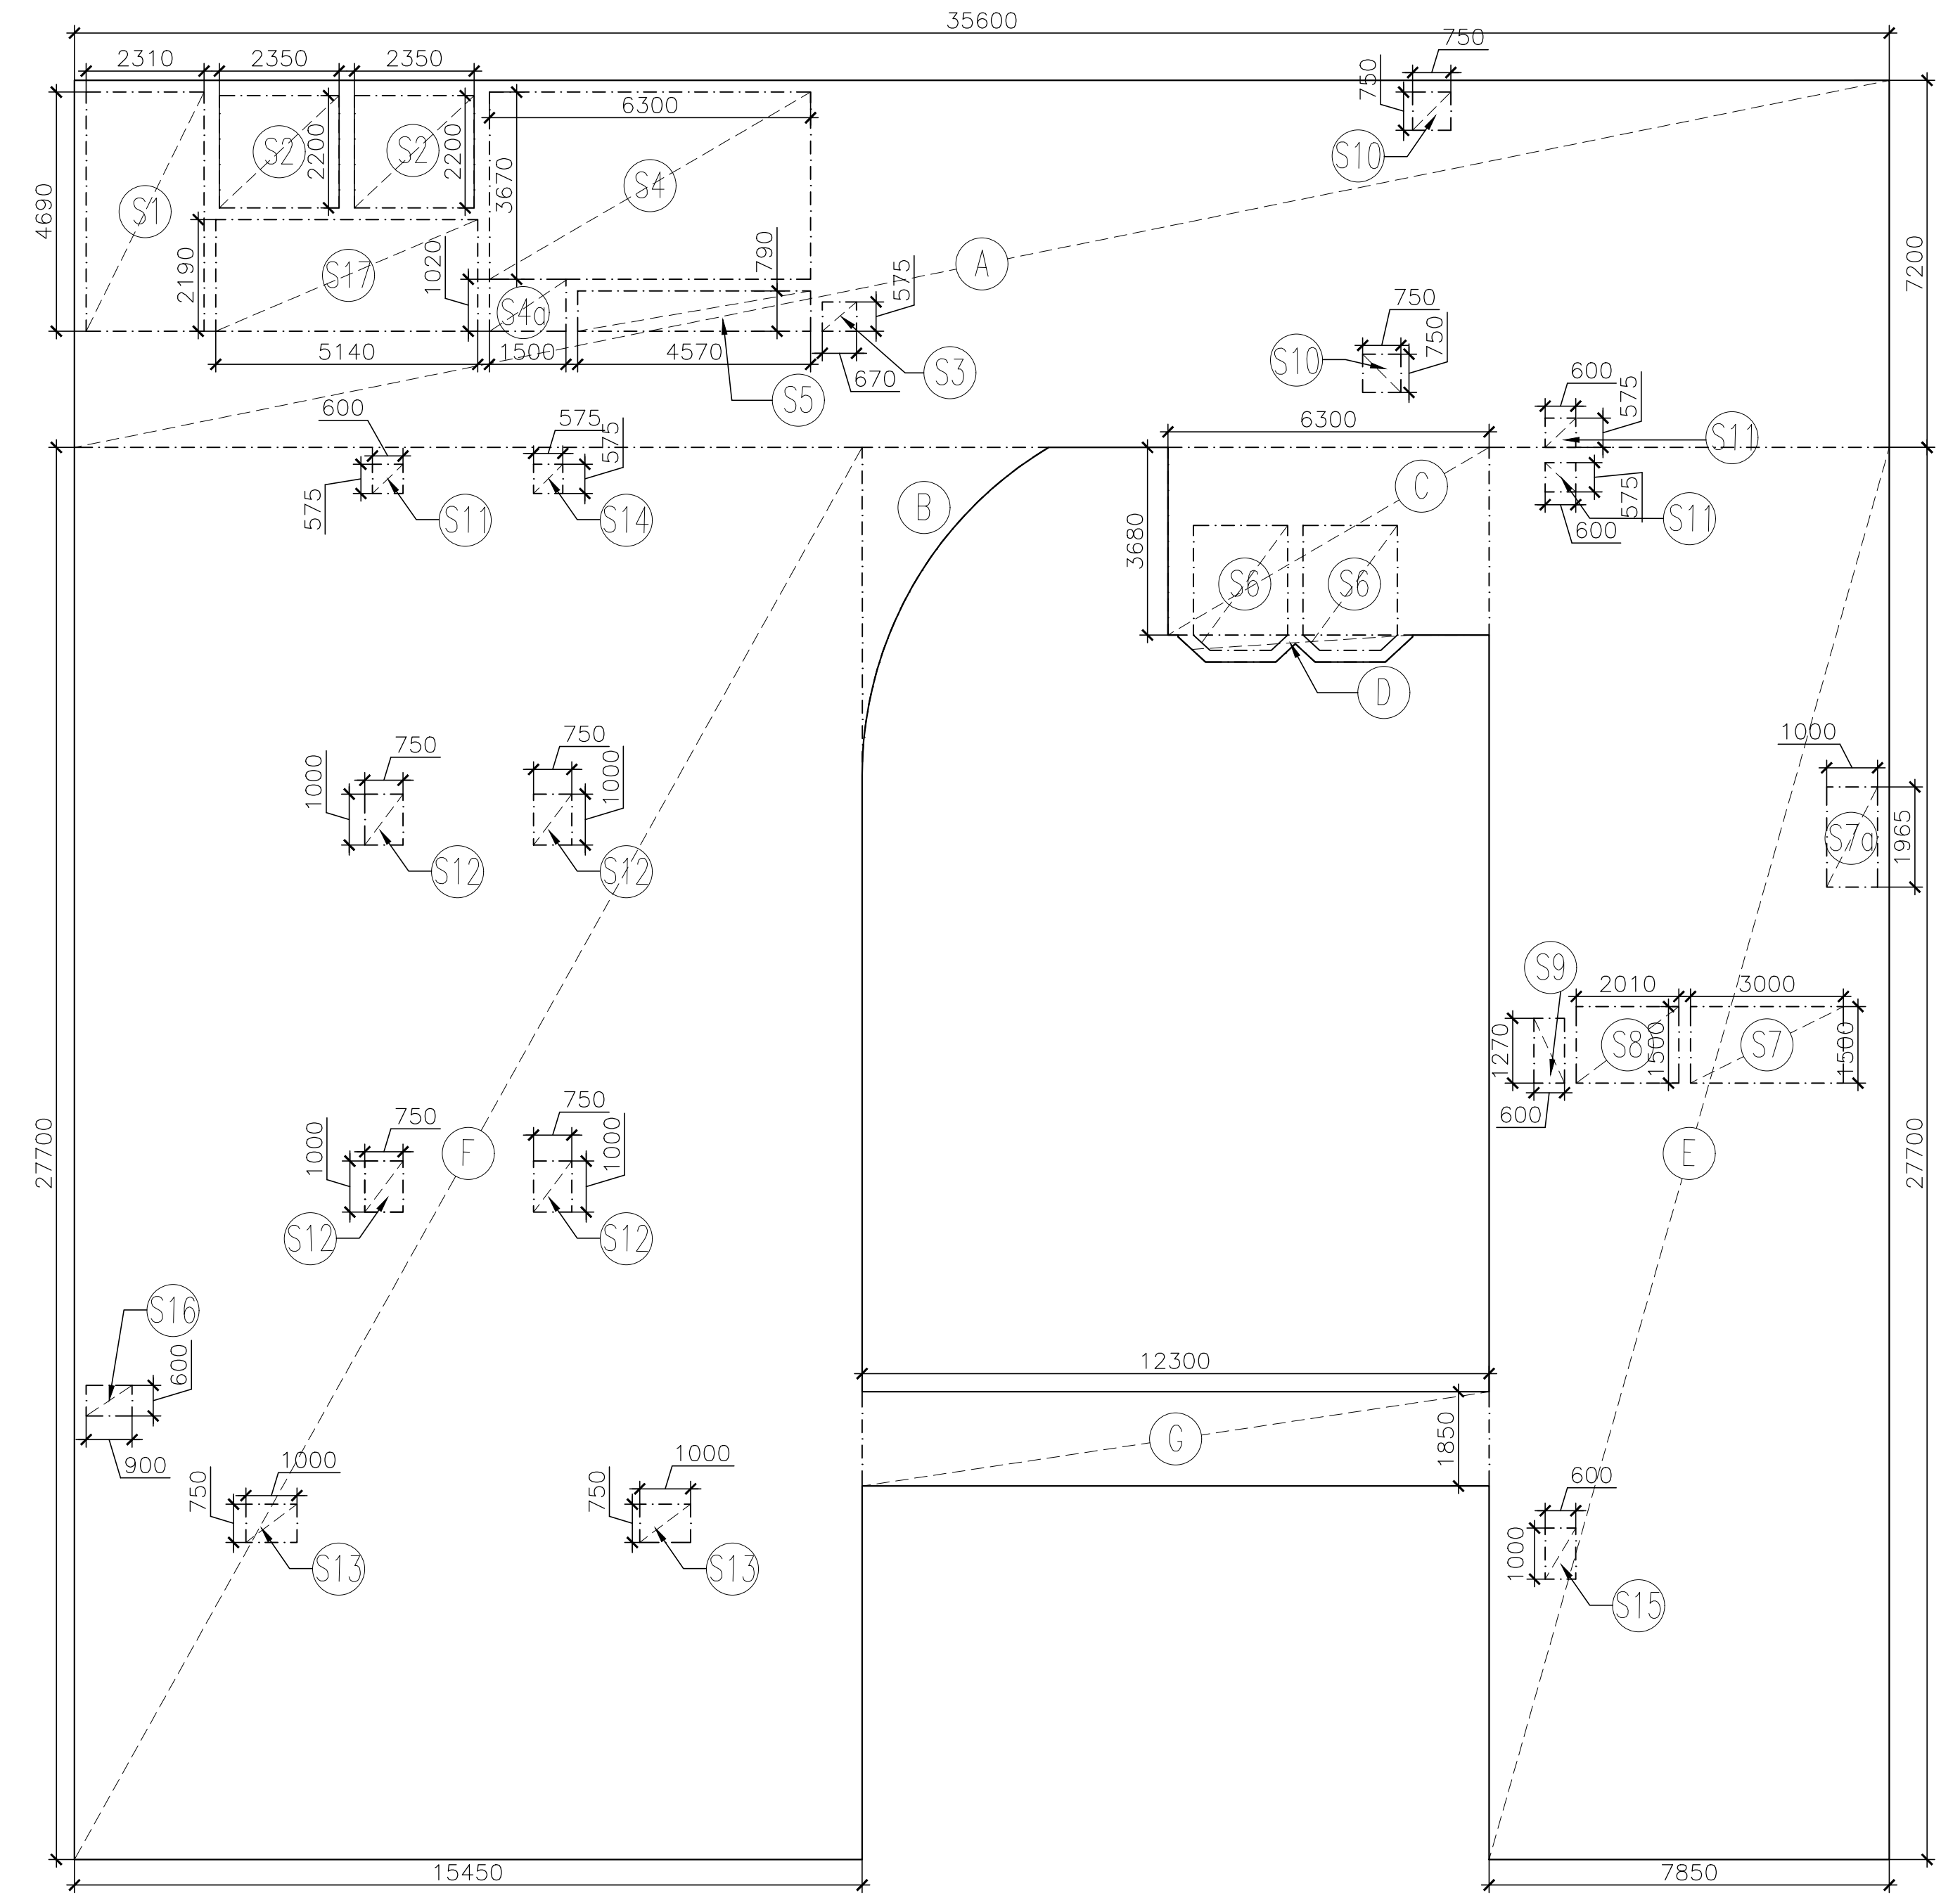 35600
2310
2350
2350
750
750
6300
S2
2200
S2
2200
S10
3670
S4
4690
S1
7200
2190
S17
1020
790
A
575
S4a
750
750
5140
1500
4570
S10
670
S3
S5
600
575
600
575
575
6300
S11
575
S11
S14
B
C
575
600
S11
3680
S6
S6
D
750
1000
750
1000
1000
S12
S12
S7a
1965
S9
2010
3000
1270
S8
1500
S7
1500
600
750
1000
750
1000
27700
F
E
27700
S12
S12
S16
600
12300
G
1850
900
1000
750
1000
750
600
1000
S13
S13
S15
15450
7850